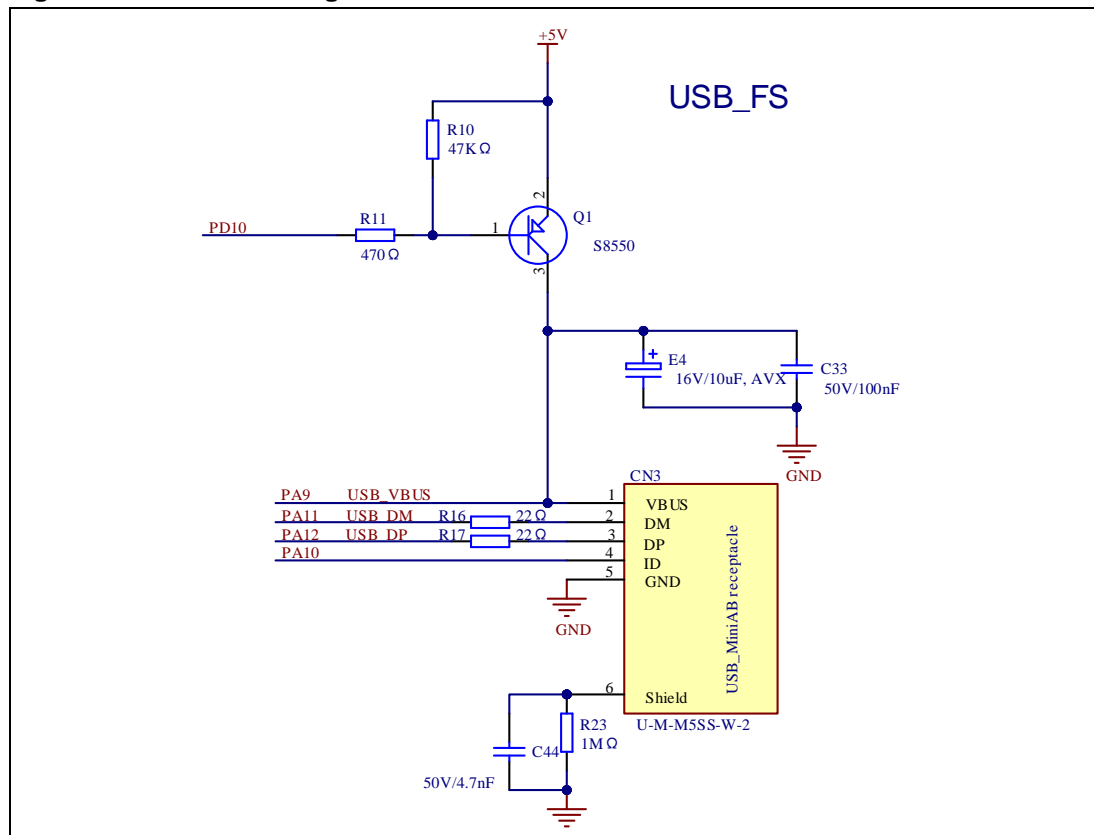 +5V
USB_FS
R10
47KΩ
2
Q1
PD10
R11
1
470Ω
S8550
3
E4
16V/10uF, AVX
C33
50V/100nF
GND
CN3
PA9 USB_VBUS 1 VBUS
PA11 USB_DM R16 22Ω 2 DM
PA12 USB_DP R17 22Ω 3 DP
PA10 4 ID
5 GND
GND
USB_MiniAB receptacle
6 Shield
U-M-M5SS-W-2
R23
1MΩ
C44
50V/4.7nF